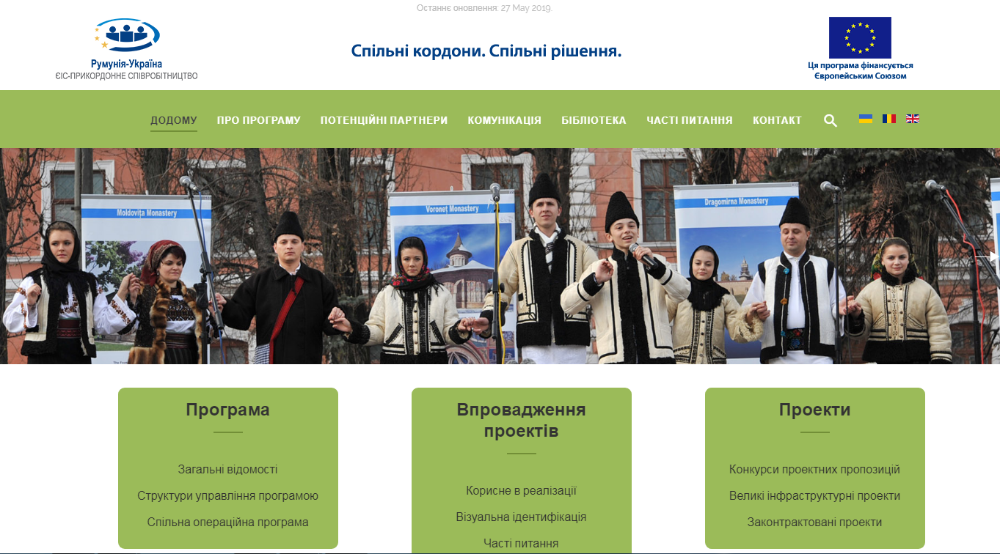 Останнє оновлення: 27 May 2019.
Румунія-Україна
ЄІС-ПРИКОРДОННЕ СПІВРОБІТНИЦТВО
Спільні кордони. Спільні рішення.
Ця програма фінансується
Європейським Союзом
ДОДОМУ ПРО ПРОГРАМУ ПОТЕНЦІЙНІ ПАРТНЕРИ КОМУНІКАЦІЯ БІБЛІОТЕКА ЧАСТІ ПИТАННЯ КОНТАКТ
Moldoviţa Monastery
Voroneţ Monastery
Dragomirna Monastery
Програма
Загальні відомості
Структури управління програмою
Спільна операційна програма
Впровадження
проектів
Корисне в реалізації
Візуальна ідентифікація
Часті питання
Проекти
Конкурси проектних пропозицій
Великі інфраструктурні проекти
Законтрактовані проекти